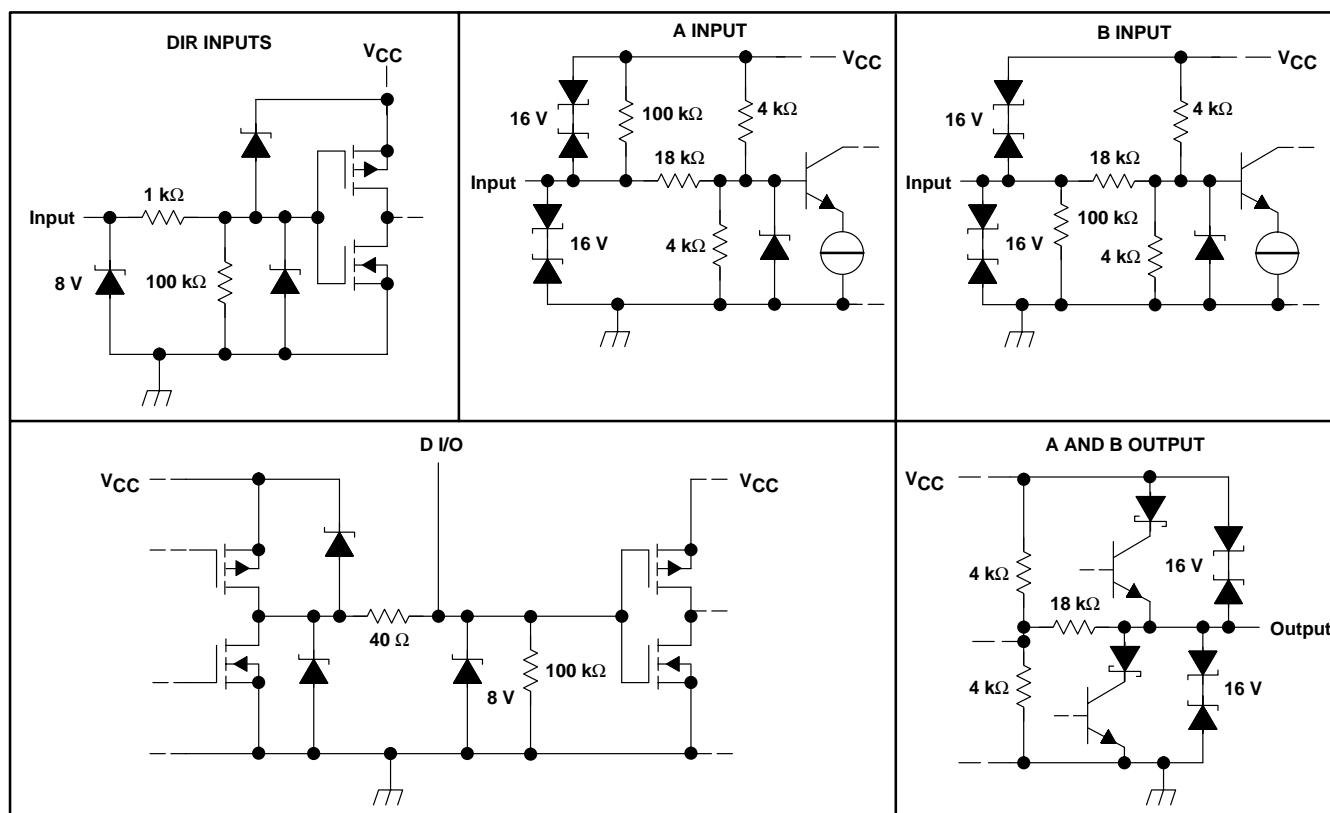 DIR INPUTS
VCC
Input
1 kΩ
8 V
100 kΩ
A INPUT
VCC
16 V
100 kΩ
4 kΩ
18 kΩ
Input
16 V
4 kΩ
B INPUT
VCC
16 V
4 kΩ
18 kΩ
Input
100 kΩ
16 V
4 kΩ
D I/O
VCC
VCC
40 Ω
8 V
100 kΩ
A AND B OUTPUT
VCC
4 kΩ
16 V
18 kΩ
Output
4 kΩ
16 V